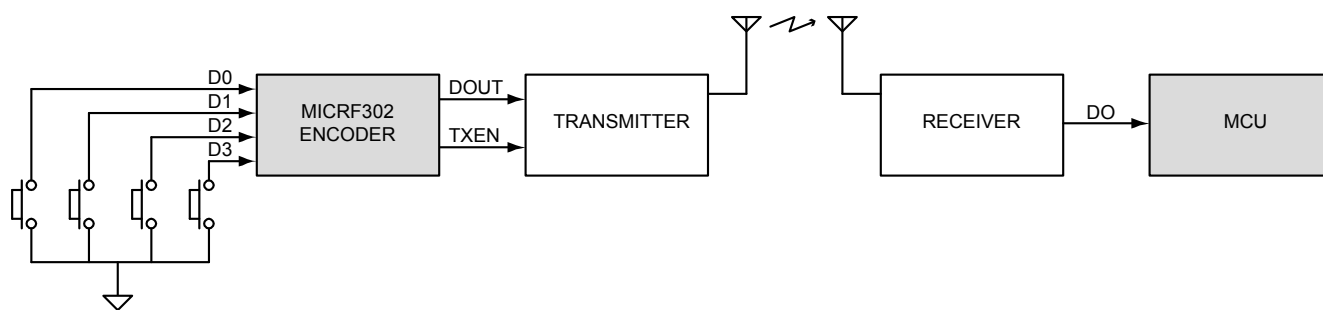 D0
D1
D2
D3
MICRF302
ENCODER
DOUT
TXEN
TRANSMITTER
RECEIVER
DO
MCU